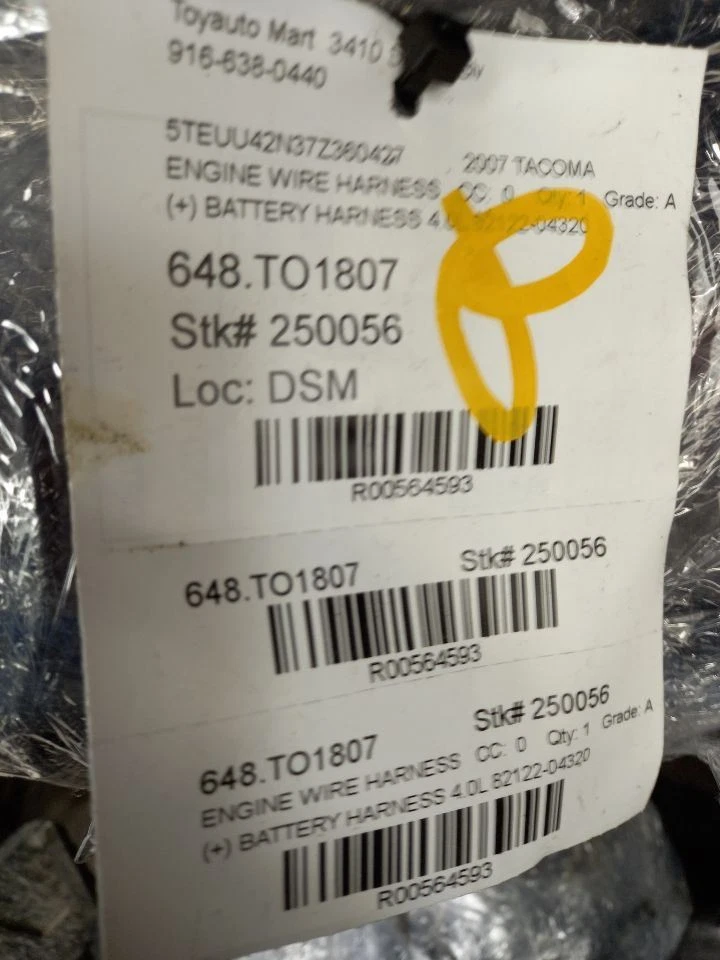 Toyauto Mart 3410
916-638-0440
5TEUU42N37Z360427 2007 TACOMA
ENGINE WIRE HARNESS CC: 0 Qty: 1 Grade: A
(+) BATTERY HARNESS 4.0L 82122-04320
648.TO1807
Stk# 250056
Loc: DSM
R00564593
648.TO1807 Stk# 250056
R00564593
648.TO1807 Stk# 250056
ENGINE WIRE HARNESS CC: 0 Qty: 1 Grade: A
(+) BATTERY HARNESS 4.0L 82122-04320
R00564593